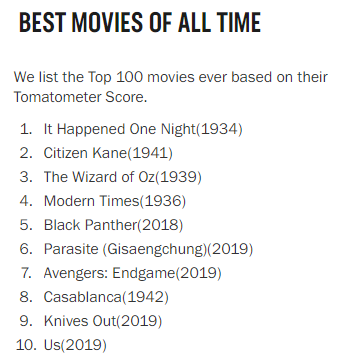 BEST MOVIES OF ALL TIME
We list the Top 100 movies ever based on their
Tomatometer Score.
1. It Happened One Night(1934)
2. Citizen Kane(1941)
3. The Wizard of Oz(1939)
4. Modern Times(1936)
5. Black Panther(2018)
6. Parasite (Gisaengchung)(2019)
7. Avengers: Endgame(2019)
8. Casablanca(1942)
9. Knives Out(2019)
10. Us(2019)